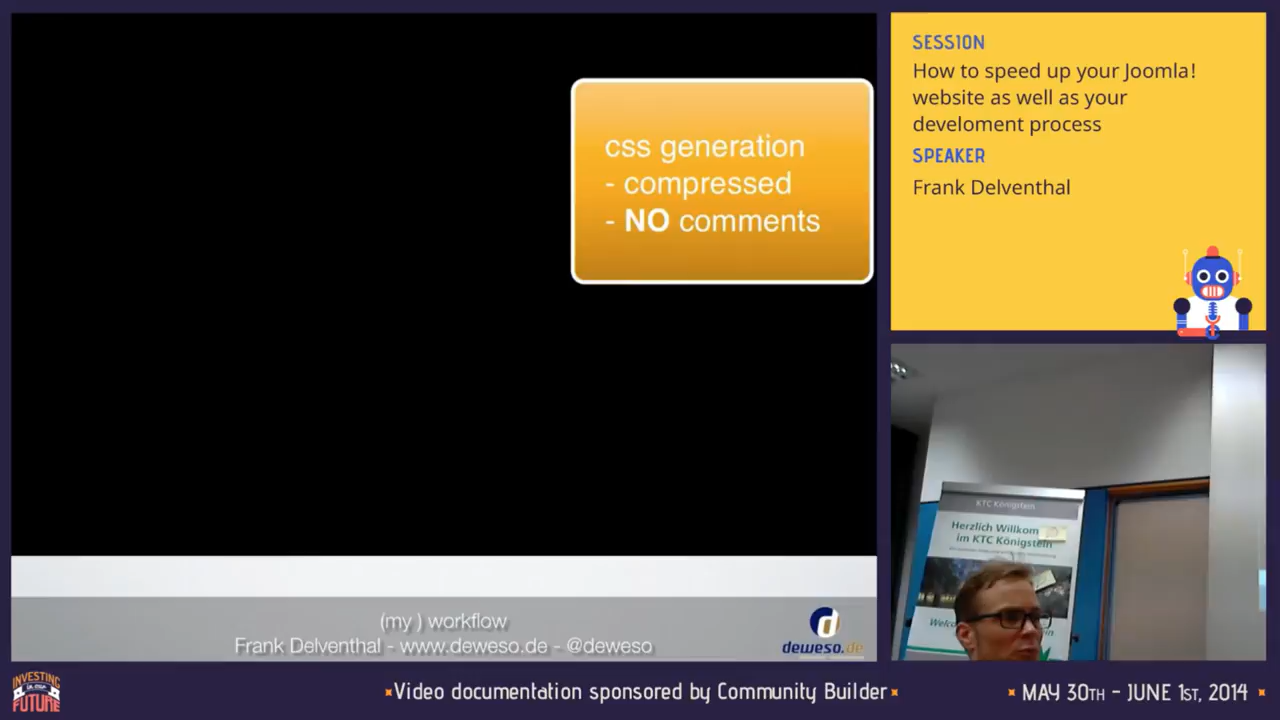 css generation
- compressed
- NO comments
(my ) workflow
Frank Delventhal - www.deweso.de - @deweso
deweso.de
SESSION
How to speed up your Joomla!
website as well as your
develoment process
SPEAKER
Frank Delventhal
KTC Königstein
Herzlich Willkom
im KTC Königstein
INVESTING
IN OUR
FUTURE
Video documentation sponsored by Community Builder
MAY 30TH - JUNE 1ST, 2014